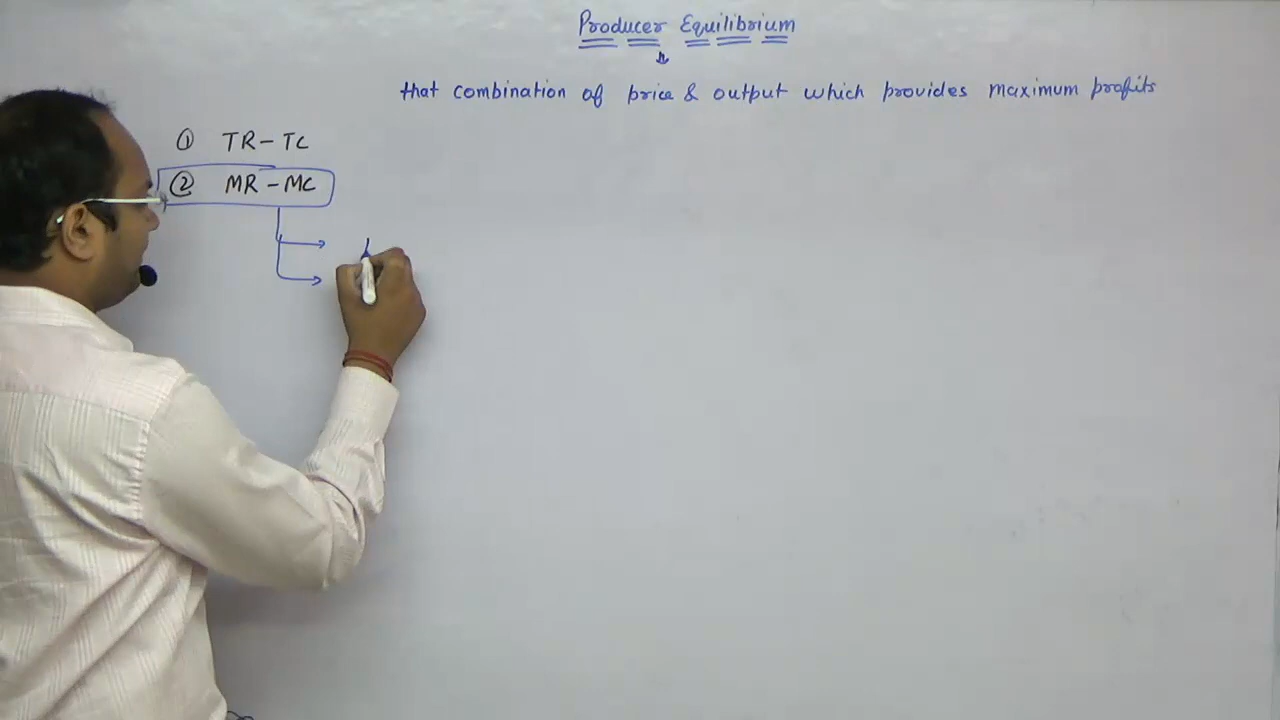 Producer Equilibrium
that combination of price & output which provides maximum profits
① TR - TC
② MR - MC